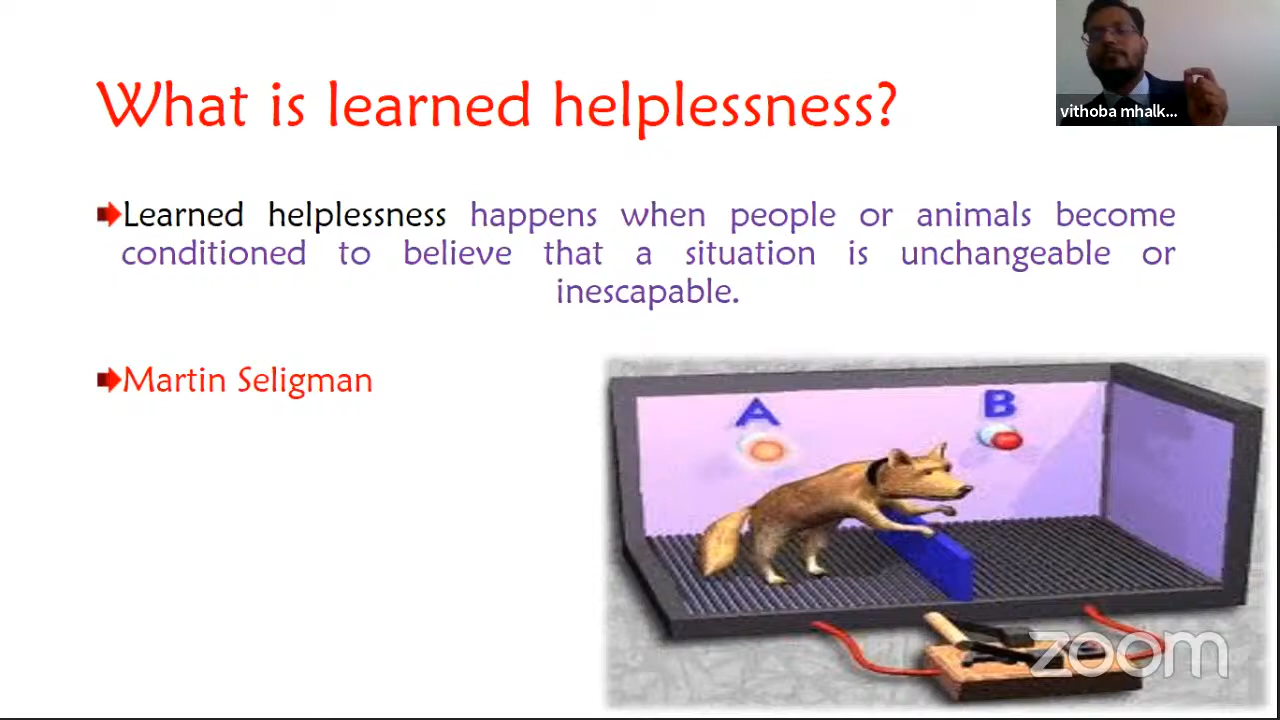 What is learned helplessness?
vithoba mhalk...
Learned helplessness happens when people or animals become
conditioned to believe that a situation is unchangeable or
inescapable.
Martin Seligman
A
B
zoom